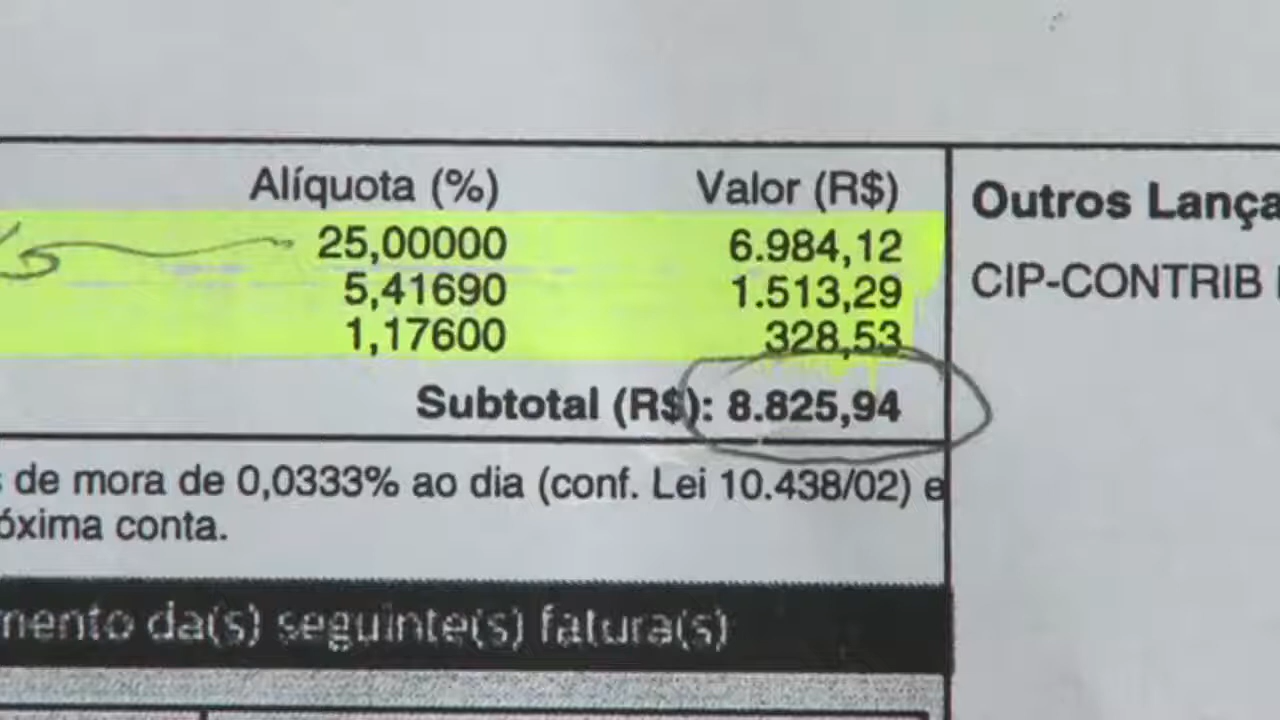 Alíquota (%) Valor (R$)
25,00000 6.984,12
5,41690 1.513,29
1,17600 328,53
Subtotal (R$): 8.825,94
de mora de 0,0333% ao dia (conf. Lei 10.438/02) e
óxima conta.
mento da(s) seguinte(s) fatura(s)
Outros Lança
CIP-CONTRIB